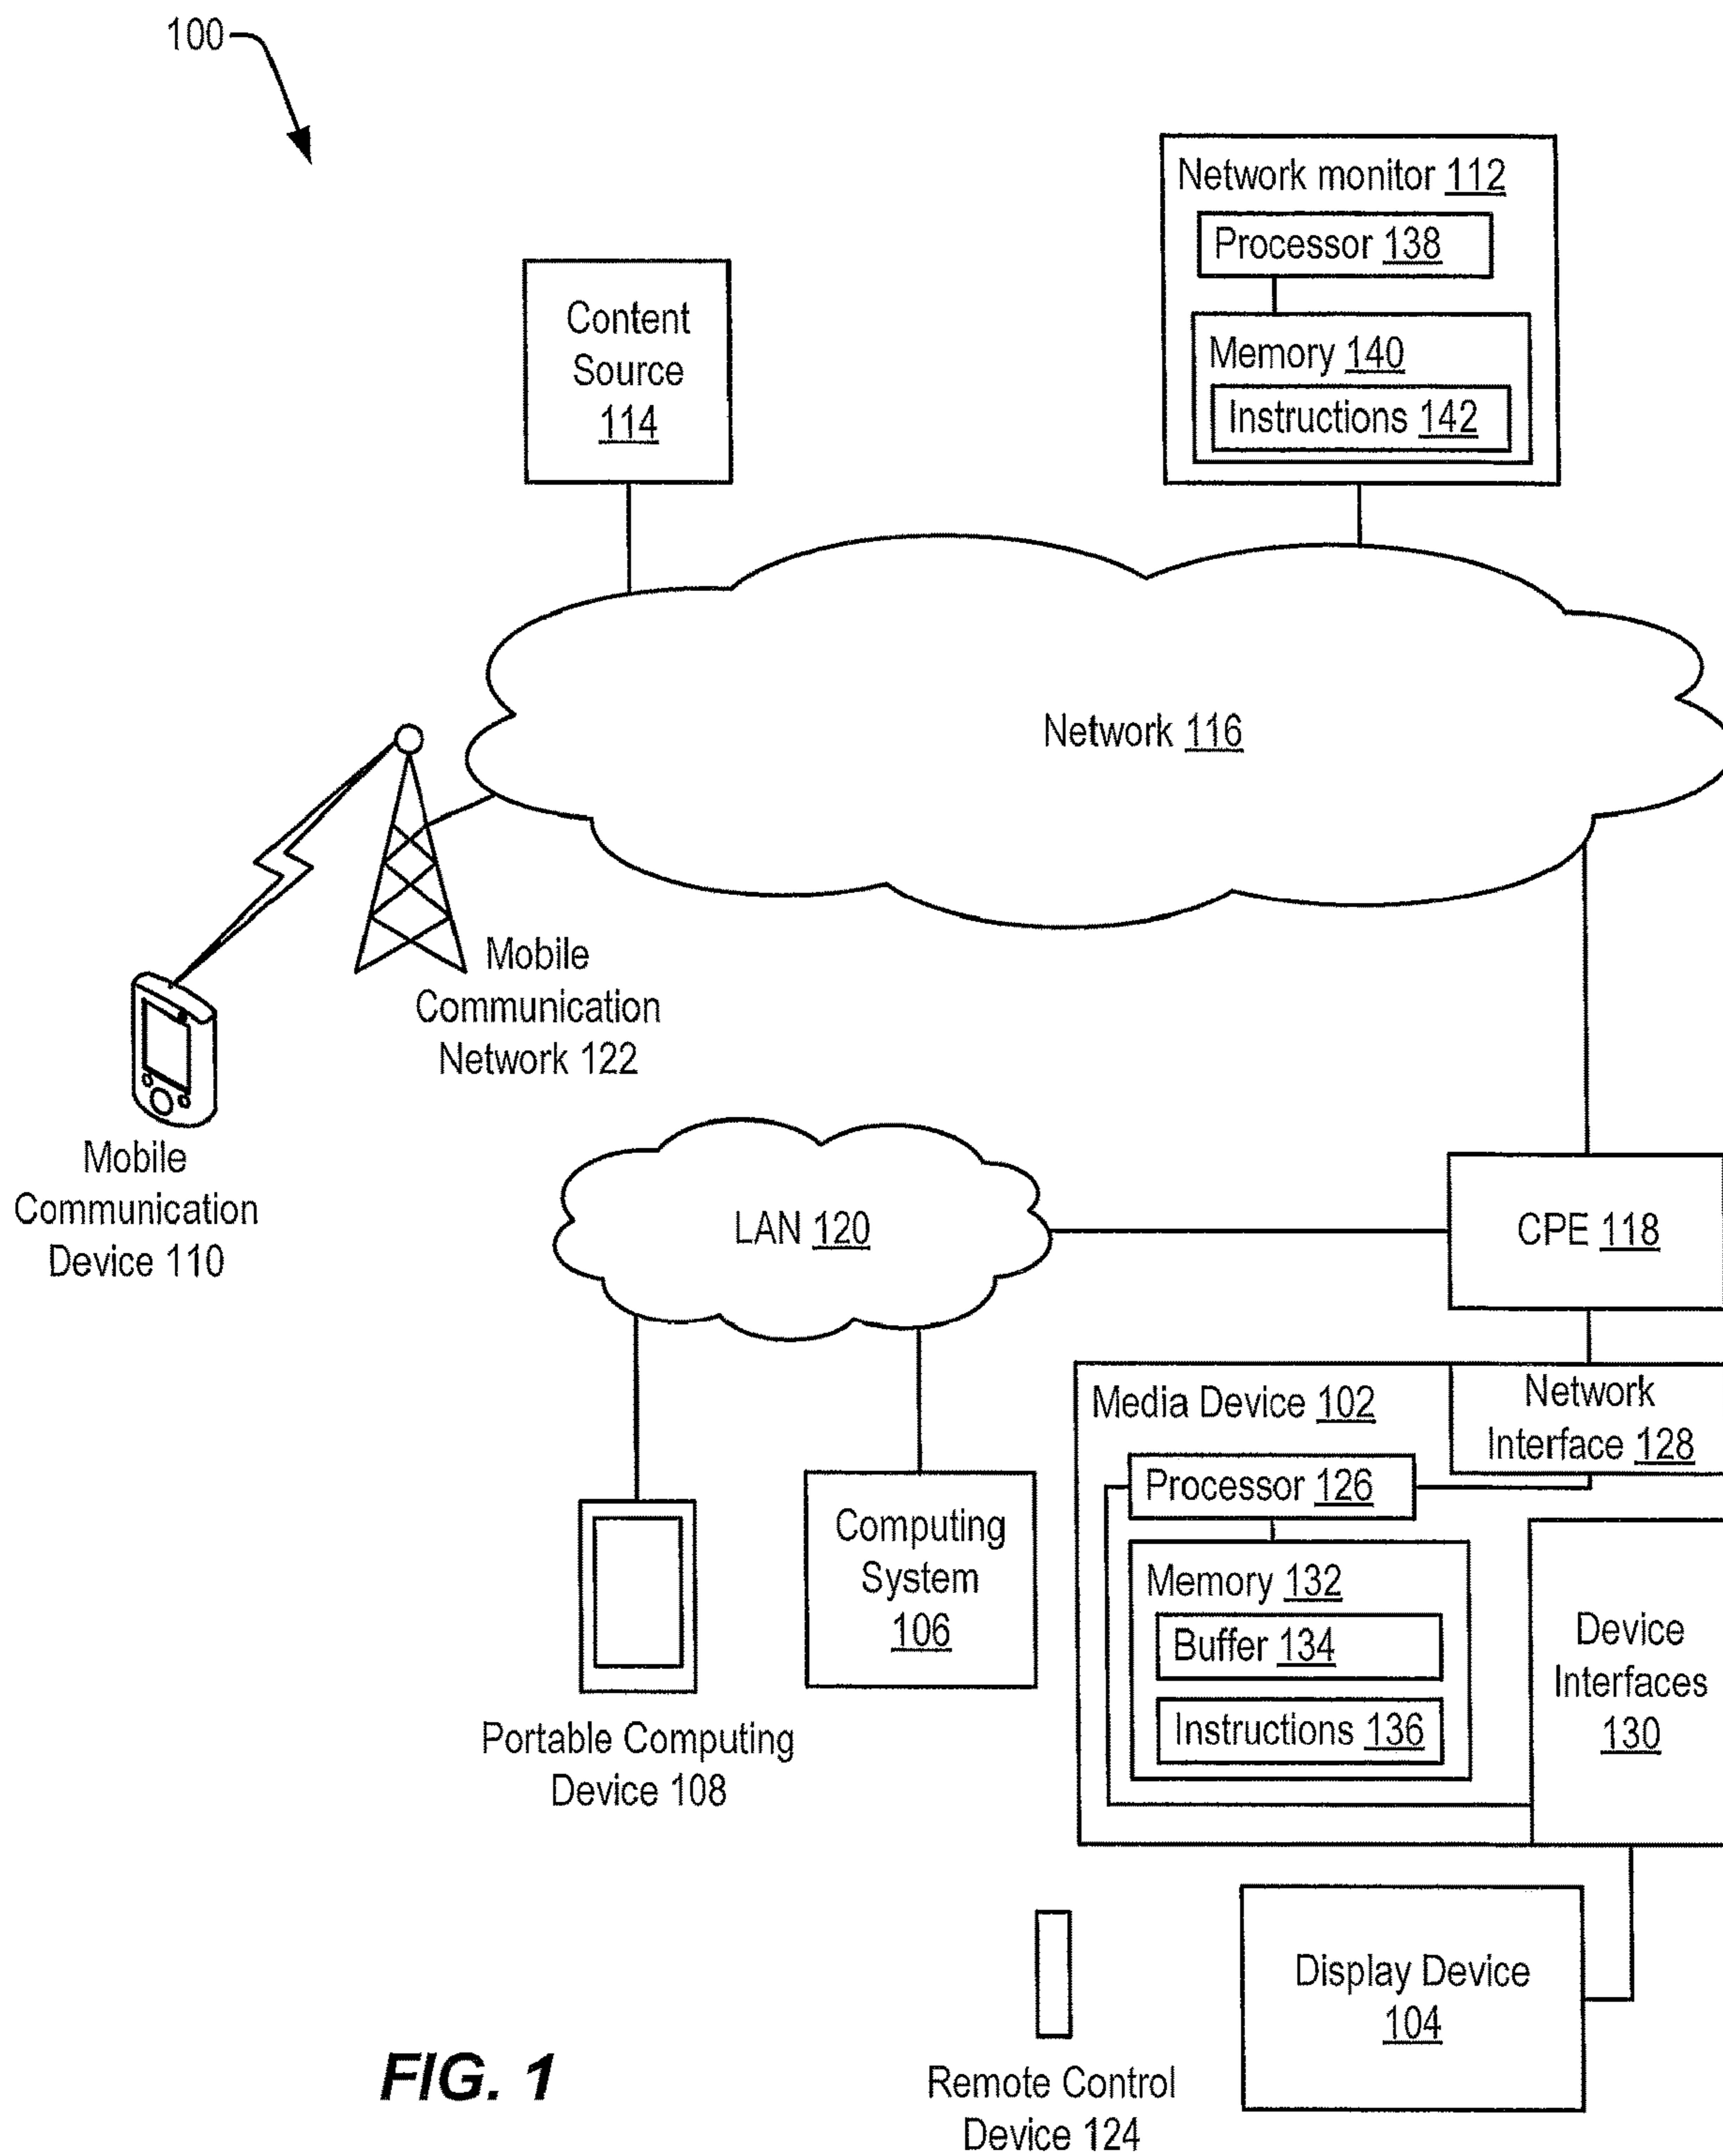 100
Network monitor 112
Processor 138
Memory 140
Instructions 142
Content
Source
114
Network 116
Mobile
Communication
Network 122
Mobile
Communication
Device 110
LAN 120
CPE 118
Media Device 102
Network
Interface 128
Processor 126
Memory 132
Buffer 134
Instructions 136
Device
Interfaces
130
Computing
System
106
Portable Computing
Device 108
Display Device
104
Remote Control
Device 124
FIG. 1